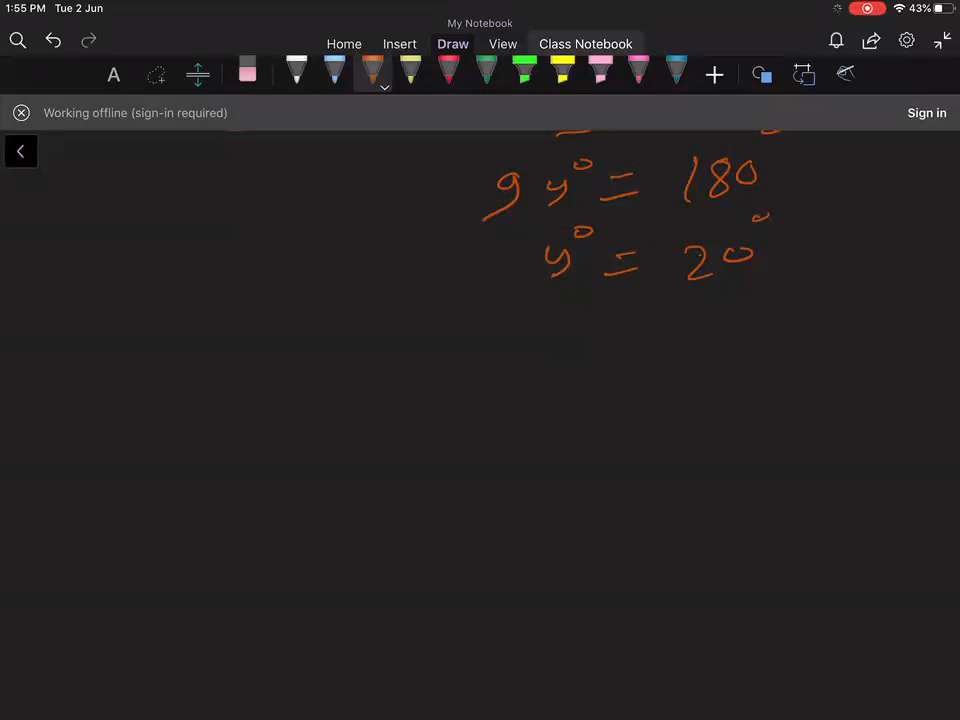 1:55 PM Tue 2 Jun
43%
My Notebook
Home Insert Draw View Class Notebook
A
Working offline (sign-in required) Sign in
9 y° = 180
y° = 20°